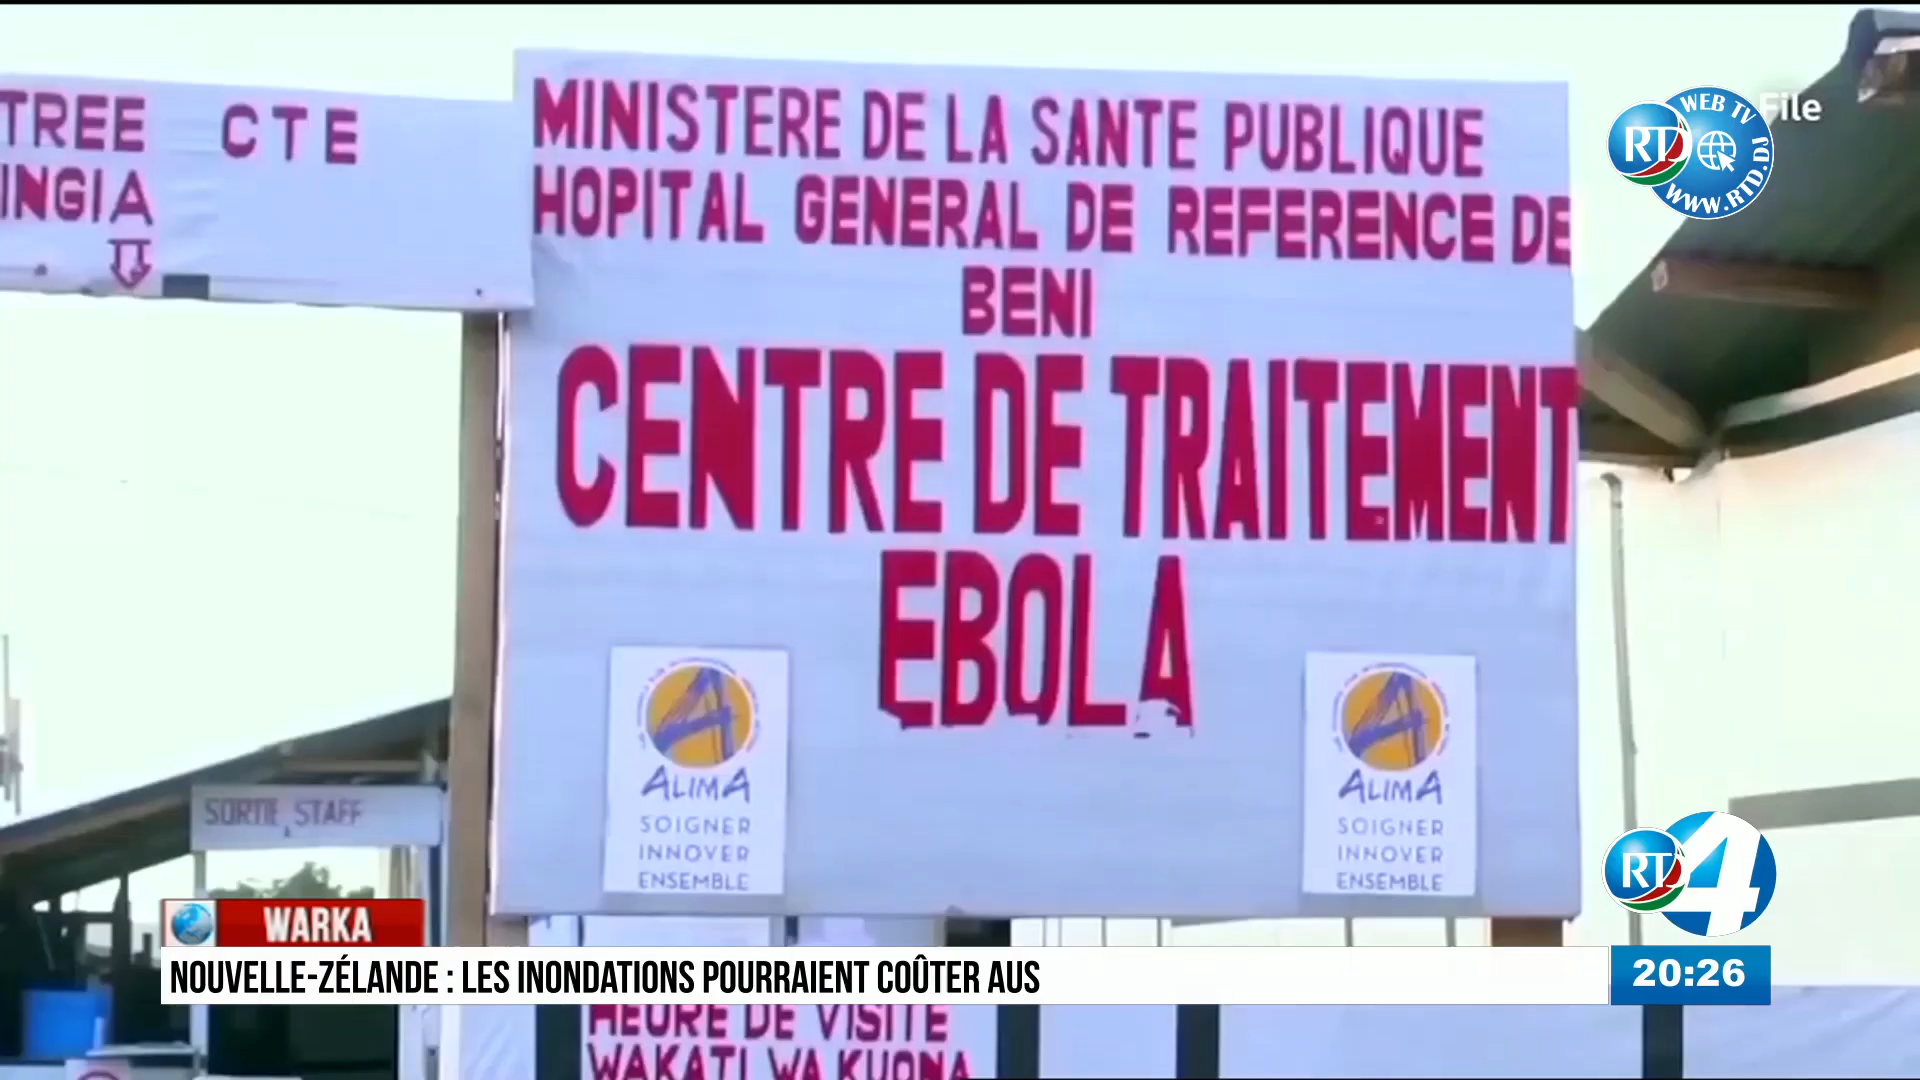 TREE CTE
INGIA
MINISTERE DE LA SANTE PUBLIQUE
HOPITAL GENERAL DE REFERENCE DE
BENI
CENTRE DE TRAITEMENT
EBOLA
ALIMA
SOIGNER
INNOVER
ENSEMBLE
ALIMA
SOIGNER
INNOVER
ENSEMBLE
SORTIE STAFF
HEURE DE VISITE
WAKATI WA KUONA
File
RTD
WEB TV
WWW.RTD.DJ
RTD 4
WARKA
NOUVELLE-ZÉLANDE : LES INONDATIONS POURRAIENT COÛTER AUS
20:26